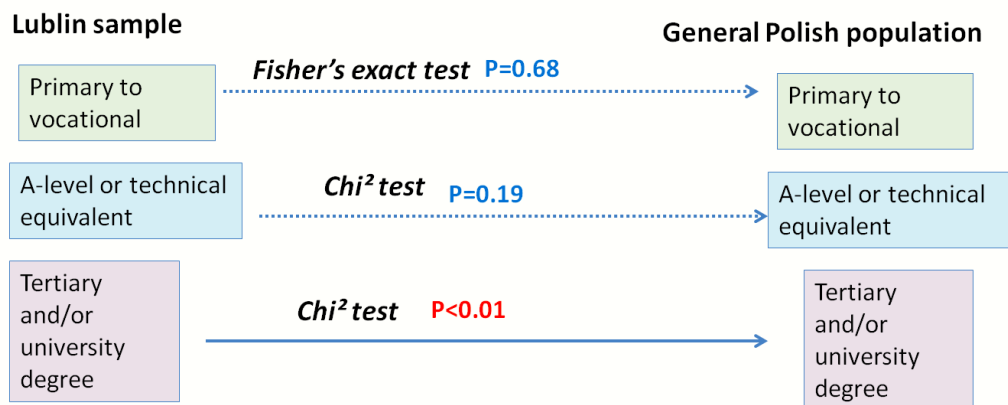 Lublin sample
General Polish population
Fisher's exact test P=0.68
Primary to
vocational
Primary to
vocational
Chi² test
P=0.19
A-level or technical
equivalent
A-level or technical
equivalent
Chi² test P<0.01
Tertiary
and/or
university
degree
Tertiary
and/or
university
degree